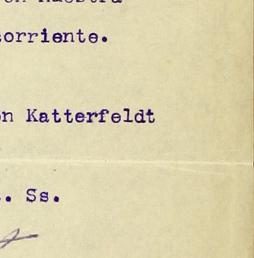 corriente.
n Katterfeldt
. Ss.